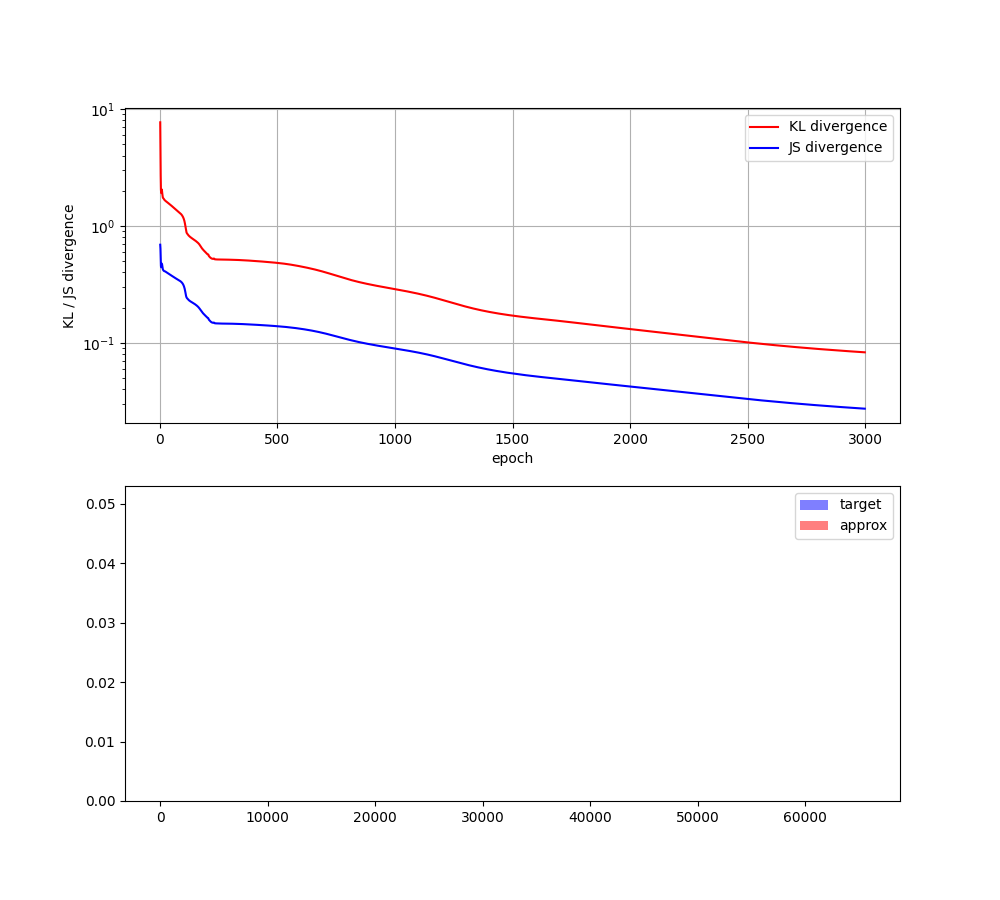 10¹
10⁰
10⁻¹
KL / JS divergence
KL divergence
JS divergence
0 500 1000 1500 2000 2500 3000
epoch
0.05
0.04
0.03
0.02
0.01
0.00
target
approx
0 10000 20000 30000 40000 50000 60000